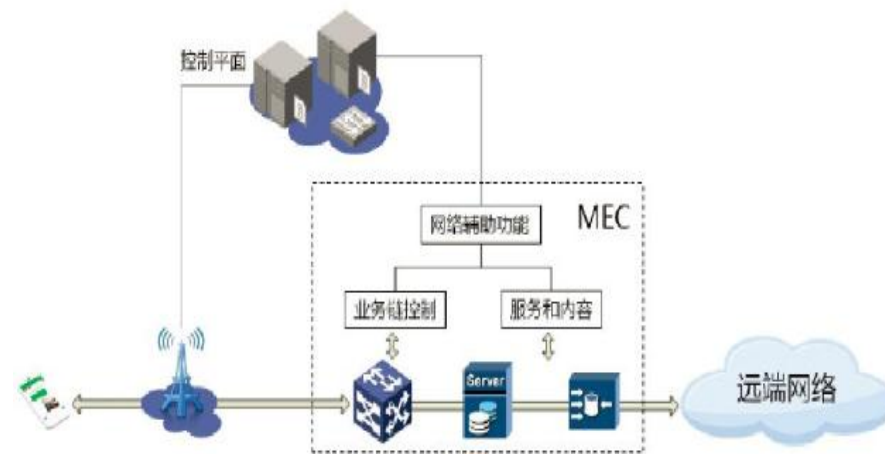 控制平面
MEC
网络辅助功能
业务链控制
服务和内容
Server
远端网络